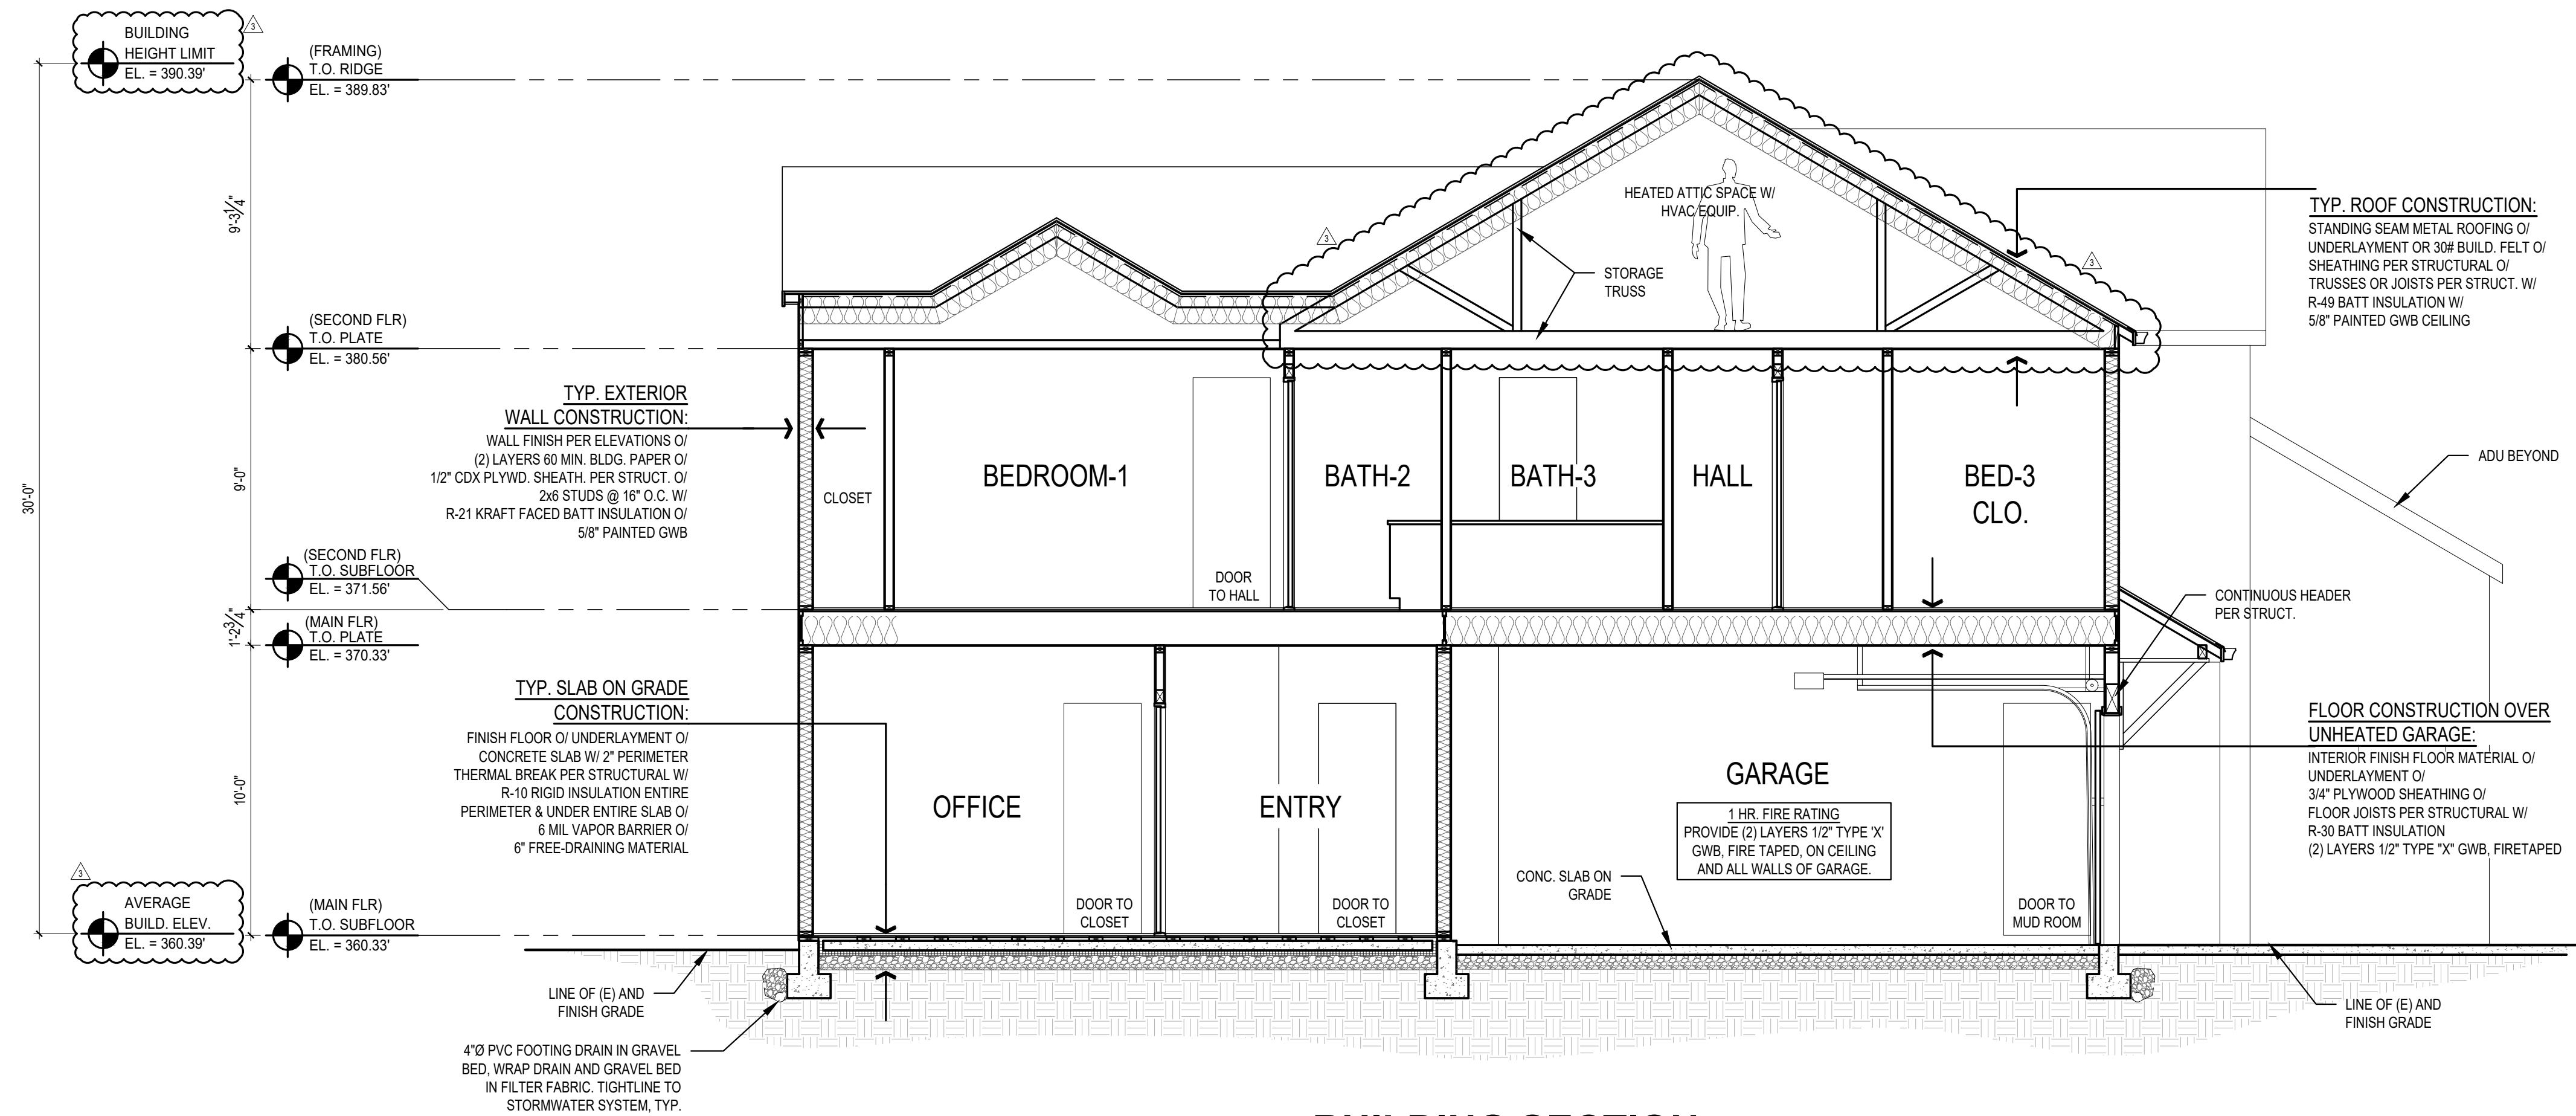 BUILDING
HEIGHT LIMIT
EL. = 390.39'
3
(FRAMING)
T.O. RIDGE
EL. = 389.83'
30'-0"
9'-3 1/4"
9'-0"
1'-2 3/4"
10'-0"
(SECOND FLR)
T.O. PLATE
EL. = 380.56'
(SECOND FLR)
T.O. SUBFLOOR
EL. = 371.56'
(MAIN FLR)
T.O. PLATE
EL. = 370.33'
3
AVERAGE
BUILD. ELEV.
EL. = 360.39'
(MAIN FLR)
T.O. SUBFLOOR
EL. = 360.33'
TYP. EXTERIOR
WALL CONSTRUCTION:
WALL FINISH PER ELEVATIONS O/
(2) LAYERS 60 MIN. BLDG. PAPER O/
1/2" CDX PLYWD. SHEATH. PER STRUCT. O/
2x6 STUDS @ 16" O.C. W/
R-21 KRAFT FACED BATT INSULATION O/
5/8" PAINTED GWB
TYP. SLAB ON GRADE
CONSTRUCTION:
FINISH FLOOR O/ UNDERLAYMENT O/
CONCRETE SLAB W/ 2" PERIMETER
THERMAL BREAK PER STRUCTURAL W/
R-10 RIGID INSULATION ENTIRE
PERIMETER & UNDER ENTIRE SLAB O/
6 MIL VAPOR BARRIER O/
6" FREE-DRAINING MATERIAL
LINE OF (E) AND
FINISH GRADE
4"Ø PVC FOOTING DRAIN IN GRAVEL
BED, WRAP DRAIN AND GRAVEL BED
IN FILTER FABRIC. TIGHTLINE TO
STORMWATER SYSTEM, TYP.
3
HEATED ATTIC SPACE W/
HVAC EQUIP.
STORAGE
TRUSS
3
CLOSET
BEDROOM-1
DOOR
TO HALL
BATH-2
BATH-3
HALL
BED-3
CLO.
OFFICE
DOOR TO
CLOSET
ENTRY
DOOR TO
CLOSET
GARAGE
1 HR. FIRE RATING
PROVIDE (2) LAYERS 1/2" TYPE 'X'
GWB, FIRE TAPED, ON CEILING
AND ALL WALLS OF GARAGE.
CONC. SLAB ON
GRADE
DOOR TO
MUD ROOM
TYP. ROOF CONSTRUCTION:
STANDING SEAM METAL ROOFING O/
UNDERLAYMENT OR 30# BUILD. FELT O/
SHEATHING PER STRUCTURAL O/
TRUSSES OR JOISTS PER STRUCT. W/
R-49 BATT INSULATION W/
5/8" PAINTED GWB CEILING
ADU BEYOND
CONTINUOUS HEADER
PER STRUCT.
FLOOR CONSTRUCTION OVER
UNHEATED GARAGE:
INTERIOR FINISH FLOOR MATERIAL O/
UNDERLAYMENT O/
3/4" PLYWOOD SHEATHING O/
FLOOR JOISTS PER STRUCTURAL W/
R-30 BATT INSULATION
(2) LAYERS 1/2" TYPE "X" GWB, FIRETAPED
LINE OF (E) AND
FINISH GRADE